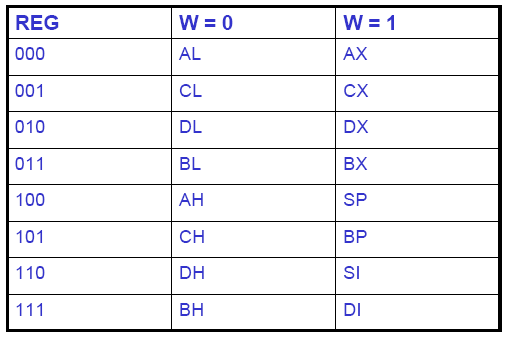 REG W = 0 W = 1
000 AL AX
001 CL CX
010 DL DX
011 BL BX
100 AH SP
101 CH BP
110 DH SI
111 BH DI